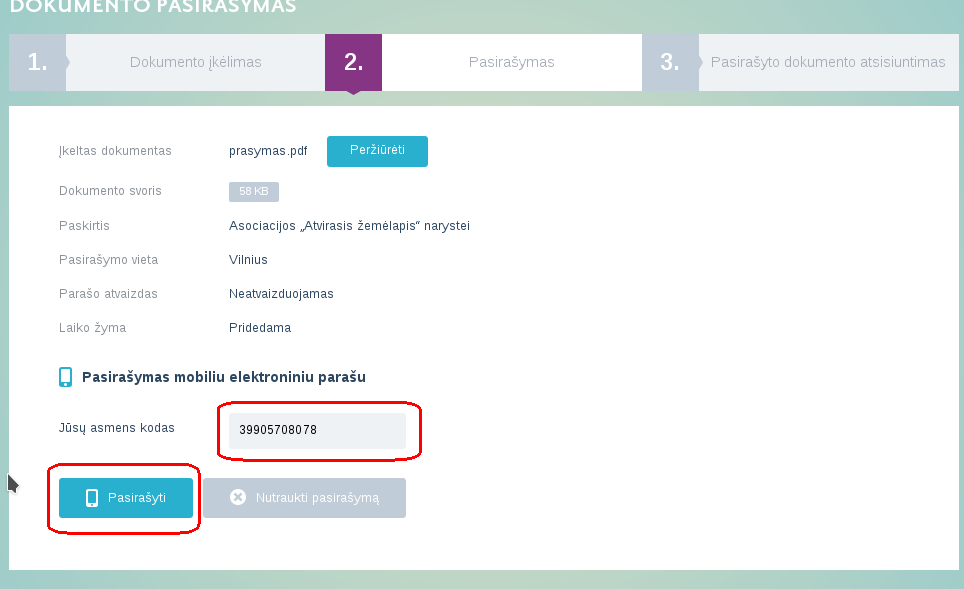 DOKUMENTO PASIRAŠYMAS
1. Dokumento įkėlimas 2. Pasirašymas 3. Pasirašyto dokumento atsisiuntimas
Įkeltas dokumentas prasymas.pdf Peržiūrėti
Dokumento svoris 58 KB
Paskirtis Asociacijos „Atvirasis žemėlapis“ narystei
Pasirašymo vieta Vilnius
Parašo atvaizdas Neatvaizduojamas
Laiko žyma Pridedama
Pasirašymas mobiliu elektroniniu parašu
Jūsų asmens kodas 39905708078
Pasirašyti Nutraukti pasirašymą